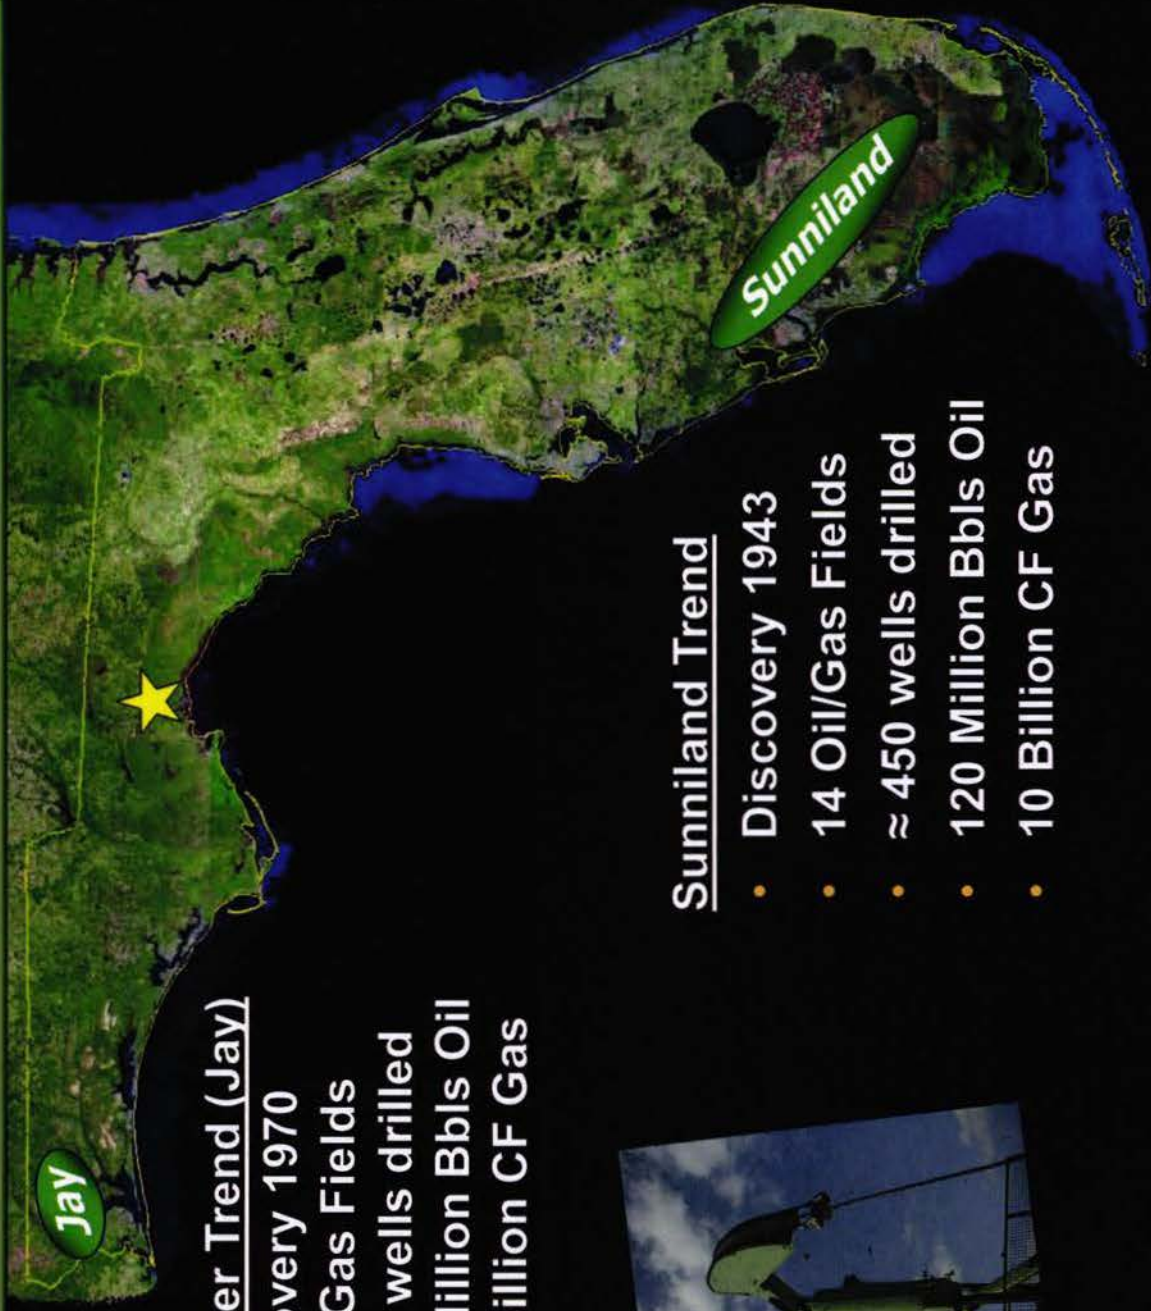 Jay
Sunniland
er Trend (Jay)
overy 1970
Gas Fields
wells drilled
illion Bbls Oil
illion CF Gas
Sunniland Trend
• Discovery 1943
• 14 Oil/Gas Fields
• ≈ 450 wells drilled
• 120 Million Bbls Oil
• 10 Billion CF Gas